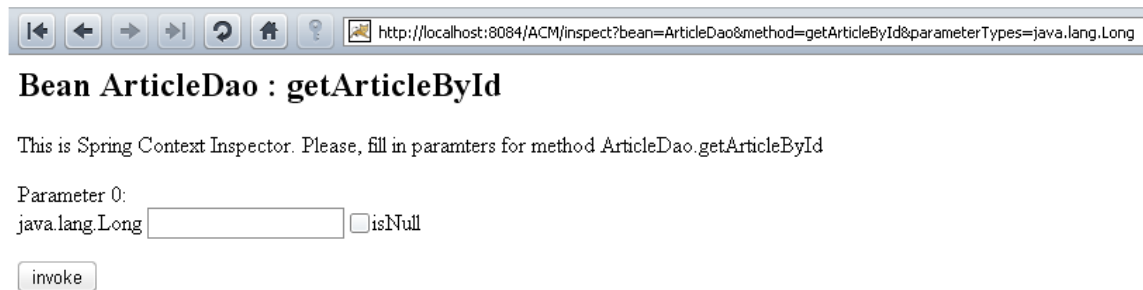 http://localhost:8084/ACM/inspect?bean=ArticleDao&method=getArticleById&parameterTypes=java.lang.Long
Bean ArticleDao : getArticleById
This is Spring Context Inspector. Please, fill in paramters for method ArticleDao.getArticleById
Parameter 0:
java.lang.Long isNull
invoke